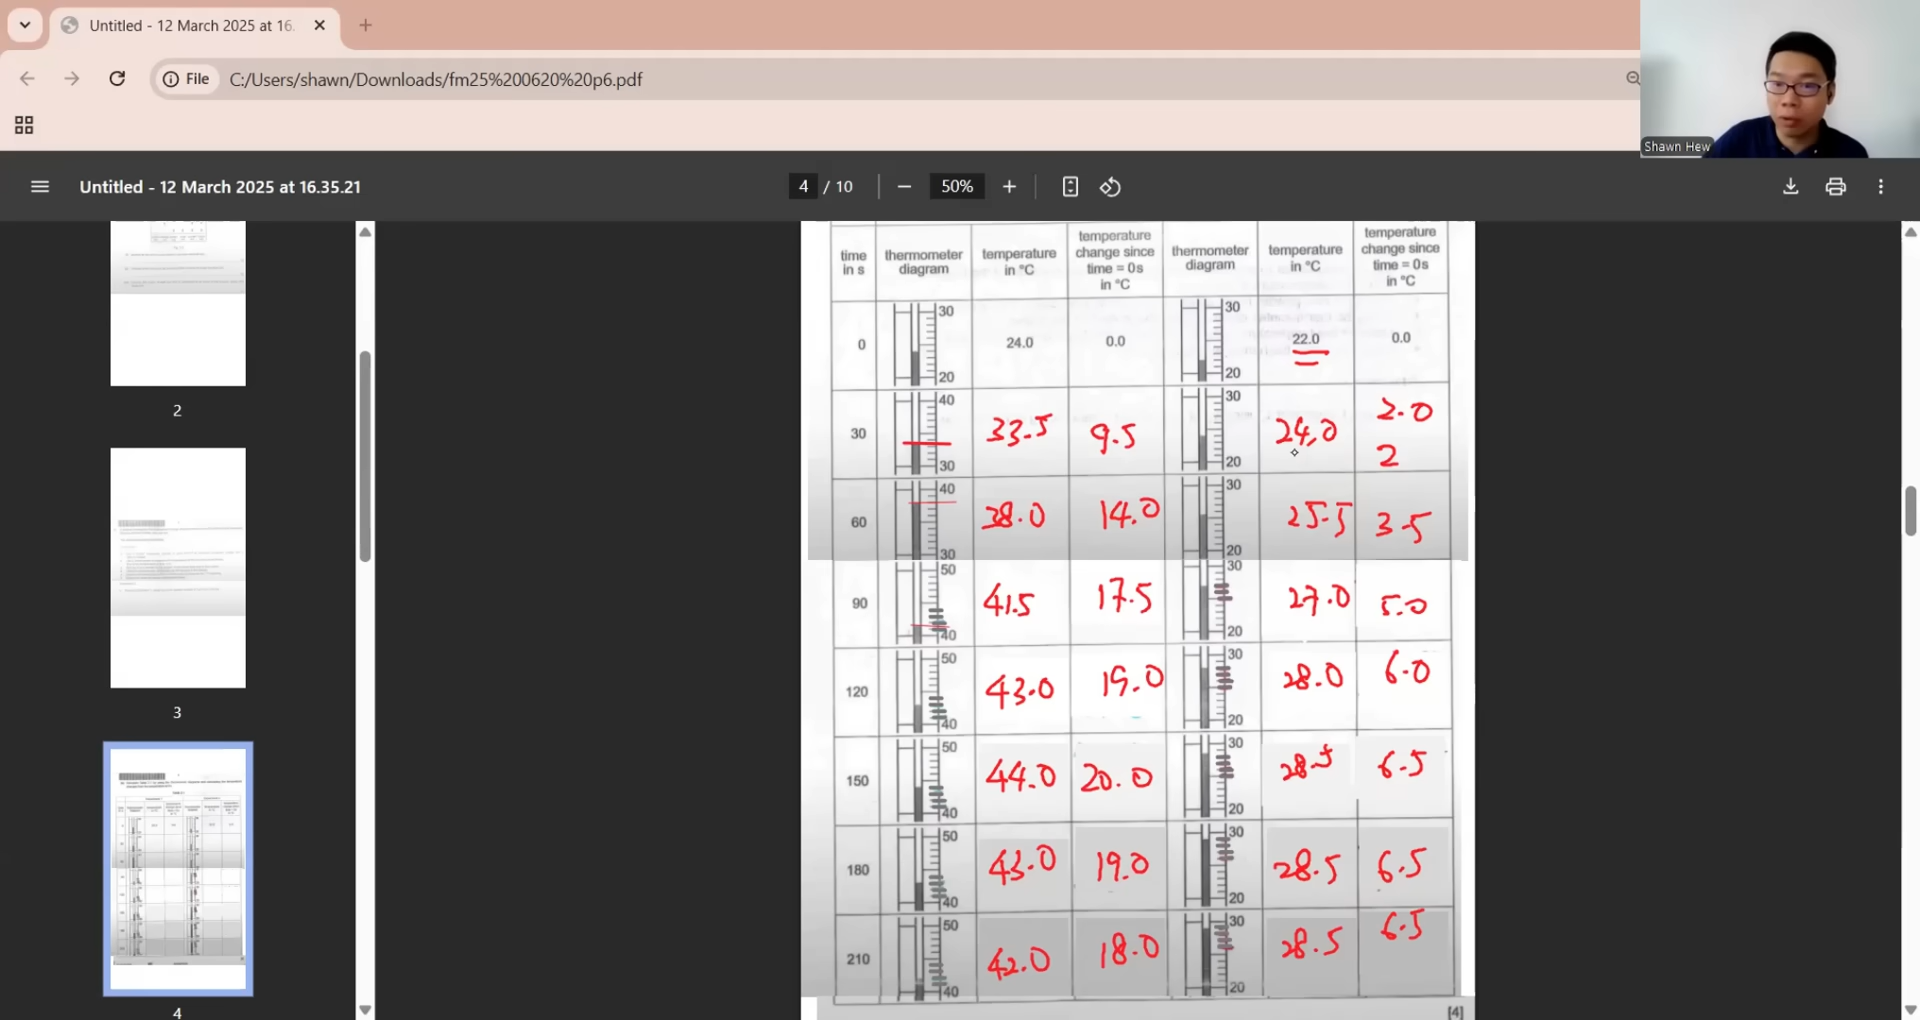 Untitled - 12 March 2025 at 16.
File C:/Users/shawn/Downloads/fm25%200620%20p6.pdf
Shawn Hew
Untitled - 12 March 2025 at 16.35.21
4 / 10
50%
2
3
4
time in s
thermometer diagram
temperature in °C
temperature change since time = 0s in °C
thermometer diagram
temperature in °C
temperature change since time = 0s in °C
0 30 20 24.0 0.0 30 20 22.0 0.0
30 40 30 33.5 9.5 30 20 24.0 2.0 2
60 40 30 38.0 14.0 30 20 25.5 3.5
90 50 40 41.5 17.5 30 20 27.0 5.0
120 50 40 43.0 19.0 30 20 28.0 6.0
150 50 40 44.0 20.0 30 20 28.5 6.5
180 50 40 43.0 19.0 30 20 28.5 6.5
210 50 40 42.0 18.0 30 20 28.5 6.5
[4]